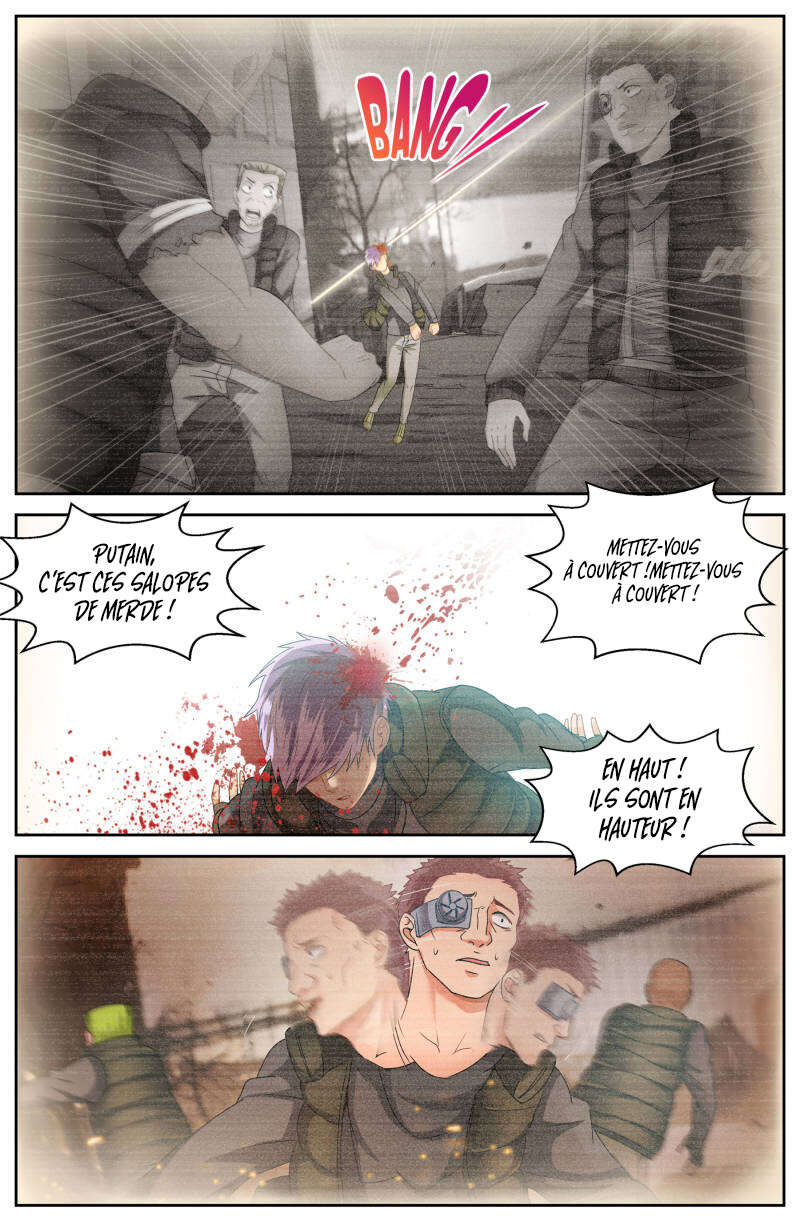 BANG
PUTAIN,
C'EST CES SALOPES
DE MERDE !
METTEZ-VOUS
À COUVERT !METTEZ-VOUS
À COUVERT !
EN HAUT !
ILS SONT EN
HAUTEUR !